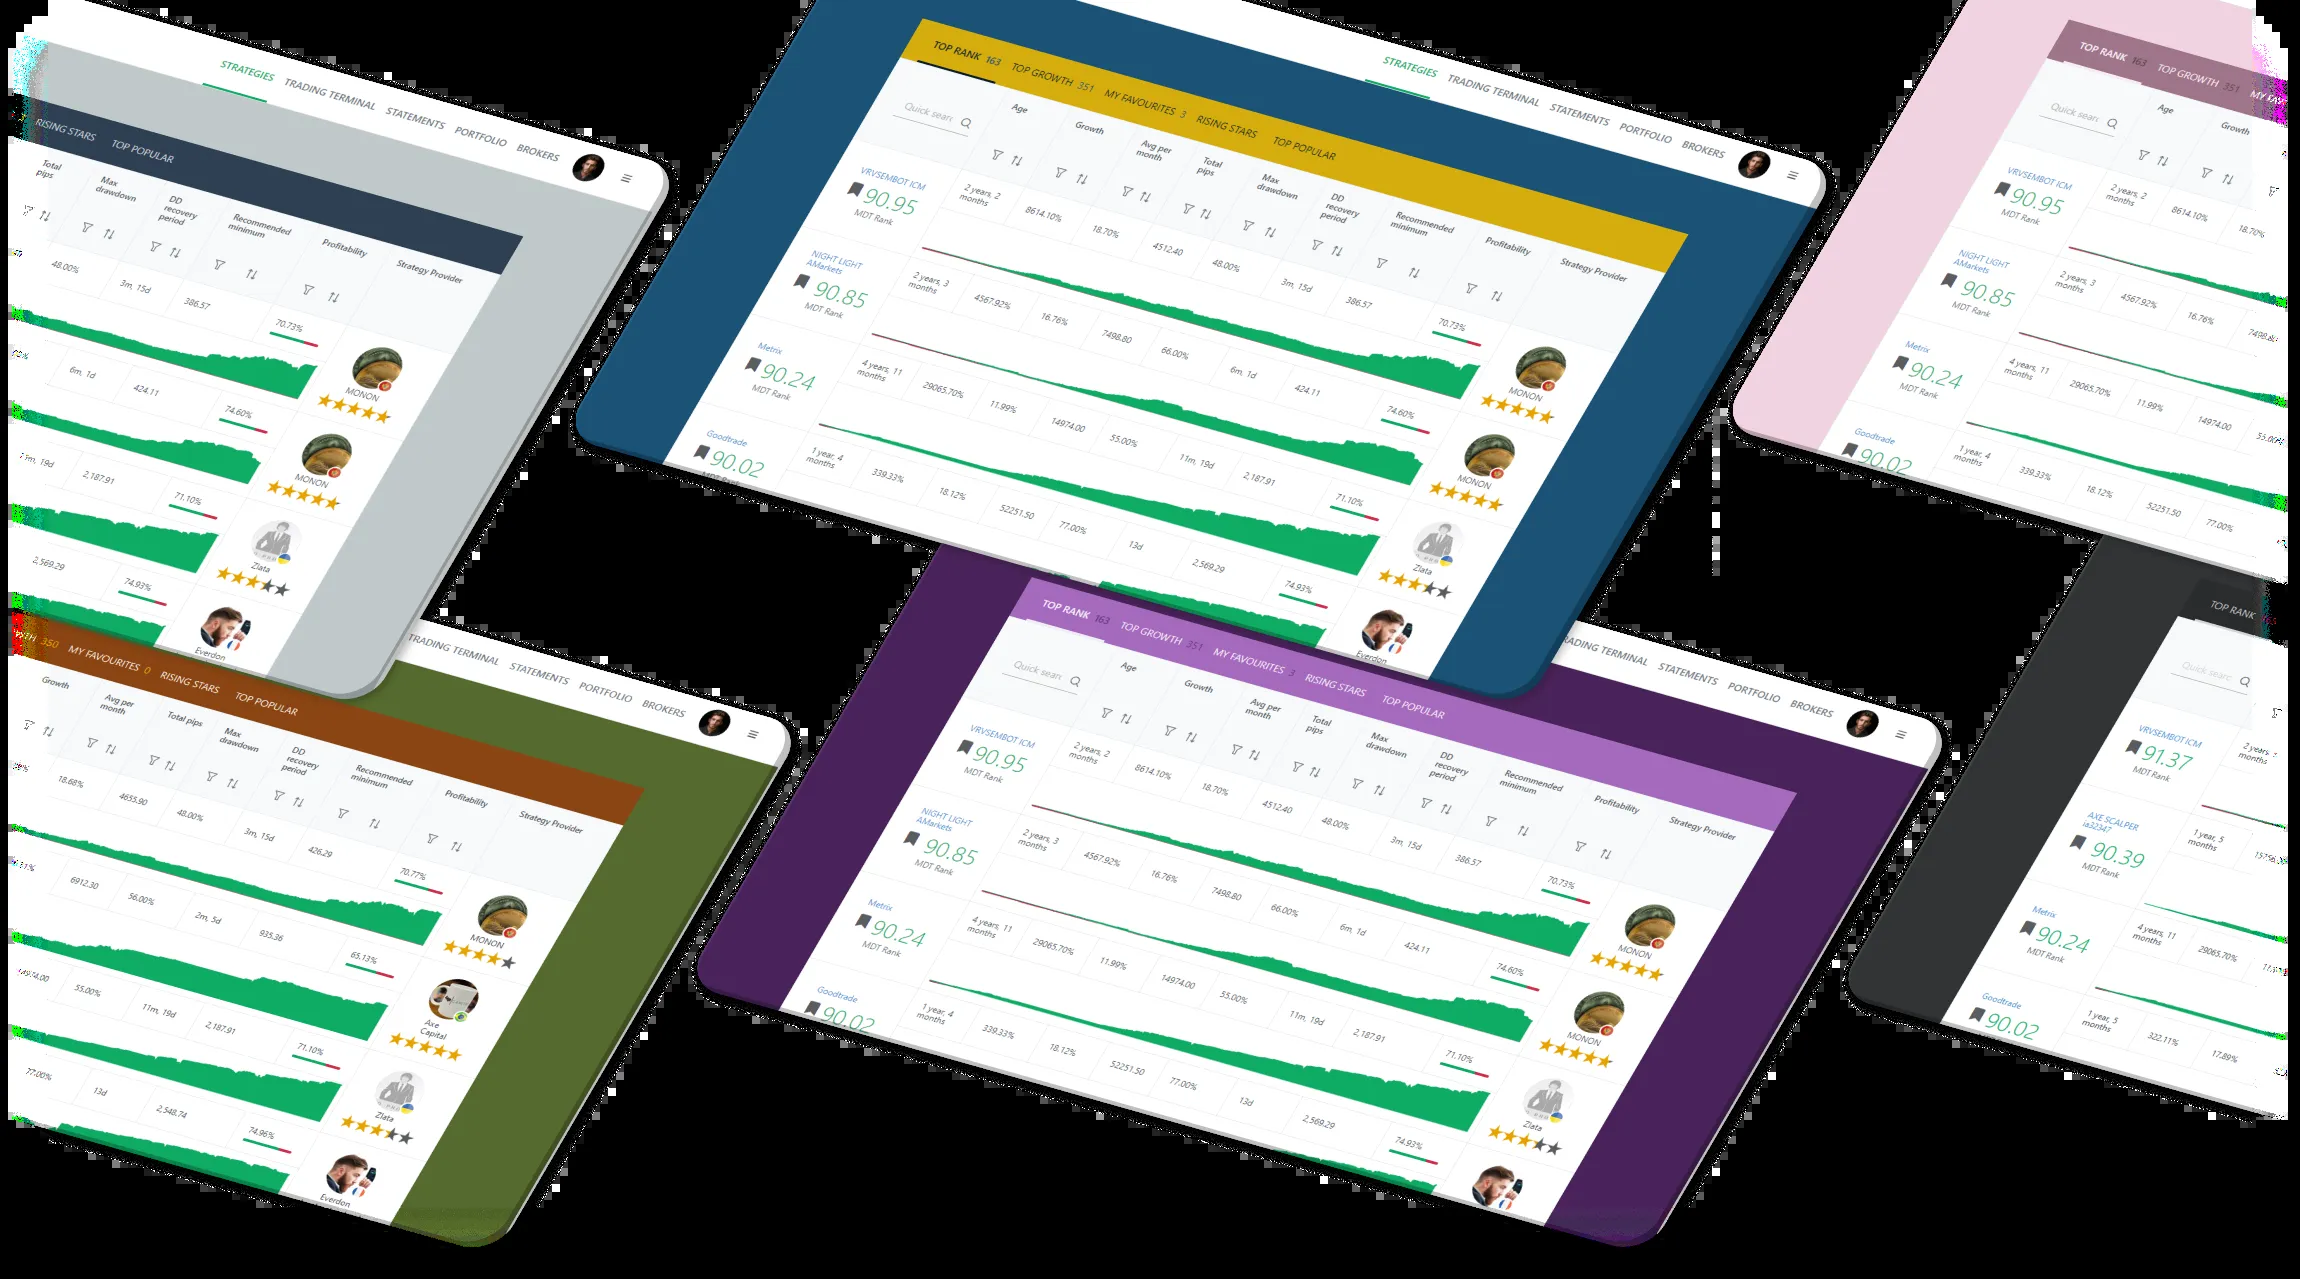 STRATEGIES TRADING TERMINAL STATEMENTS PORTFOLIO BROKERS
RISING STARS TOP POPULAR
Total pips
Max drawdown
DD recovery period
Recommended minimum
Profitability
Strategy Provider
48.00% 3m, 15d 386.57 70.73%
MONON
6m, 1d 424.11 74.60%
MONON
2,187.91 71.10%
Zlata
2,569.29 74.93%
Everdon
STRATEGIES TRADING TERMINAL STATEMENTS PORTFOLIO BROKERS
TOP RANK 163 TOP GROWTH 351 MY FAVOURITES 3 RISING STARS TOP POPULAR
Quick sear
Age
Growth
Avg per month
Total pips
Max drawdown
DD recovery period
Recommended minimum
Profitability
Strategy Provider
VRVSEMBOT ICM
90.95
MDT Rank
2 years, 2 months 8614.10% 18.70% 4512.40 48.00% 3m, 15d 386.57 70.73%
MONON
NIGHT LIGHT AMarkets
90.85
MDT Rank
2 years, 3 months 4567.92% 16.76% 7498.80 66.00% 6m, 1d 424.11 74.60%
MONON
Metrix
90.24
MDT Rank
4 years, 11 months 29065.70% 11.99% 14974.00 55.00% 11m, 19d 2,187.91 71.10%
Zlata
Goodtrade
90.02
1 year, 4 months 339.33% 18.12% 52251.50 77.00% 13d 2,569.29 74.93%
Everdon
TOP RANK 163 TOP GROWTH 351
Quick sear
Age
Growth
VRVSEMBOT ICM
90.95
MDT Rank
2 years, 2 months 8614.10% 18.70%
NIGHT LIGHT AMarkets
90.85
MDT Rank
2 years, 3 months 4567.92% 16.76%
Metrix
90.24
MDT Rank
4 years, 11 months 29065.70% 11.99% 14974.00
Goodtrade
90.02
1 year, 4 months 339.33% 18.12% 52251.50 77.00%
TRADING TERMINAL STATEMENTS PORTFOLIO BROKERS
350 MY FAVOURITES 0 RISING STARS TOP POPULAR
Growth
Avg per month
Total pips
Max drawdown
DD recovery period
Recommended minimum
Profitability
Strategy Provider
18.68% 4655.90 48.00% 3m, 15d 426.29 70.77%
MONON
6912.30 56.00% 2m, 5d 935.36 65.13%
Axe Capital
55.00% 11m, 19d 2,187.91 71.10%
Zlata
77.00% 13d 2,548.74 74.96%
Everdon
TRADING TERMINAL STATEMENTS PORTFOLIO BROKERS
TOP RANK 163 TOP GROWTH 351 MY FAVOURITES 3 RISING STARS TOP POPULAR
Quick sear
Age
Growth
Avg per month
Total pips
Max drawdown
DD recovery period
Recommended minimum
Profitability
Strategy Provider
VRVSEMBOT ICM
90.95
MDT Rank
2 years, 2 months 8614.10% 18.70% 4512.40 48.00% 3m, 15d 386.57 70.73%
MONON
NIGHT LIGHT AMarkets
90.85
MDT Rank
2 years, 3 months 4567.92% 16.76% 7498.80 66.00% 6m, 1d 424.11 74.60%
MONON
Metrix
90.24
MDT Rank
4 years, 11 months 29065.70% 11.99% 14974.00 55.00% 11m, 19d 2,187.91 71.10%
Zlata
Goodtrade
90.02
1 year, 4 months 339.33% 18.12% 52251.50 77.00% 13d 2,569.29 74.93%
TOP RANK
Quick searc
VRVSEMBOT ICM
91.37
MDT Rank
AXE SCALPER
90.39
MDT Rank
1 year, 5 months
Metrix
90.24
MDT Rank
4 years, 11 months 29065.70%
Goodtrade
90.02
1 year, 5 months 322.11% 17.89%